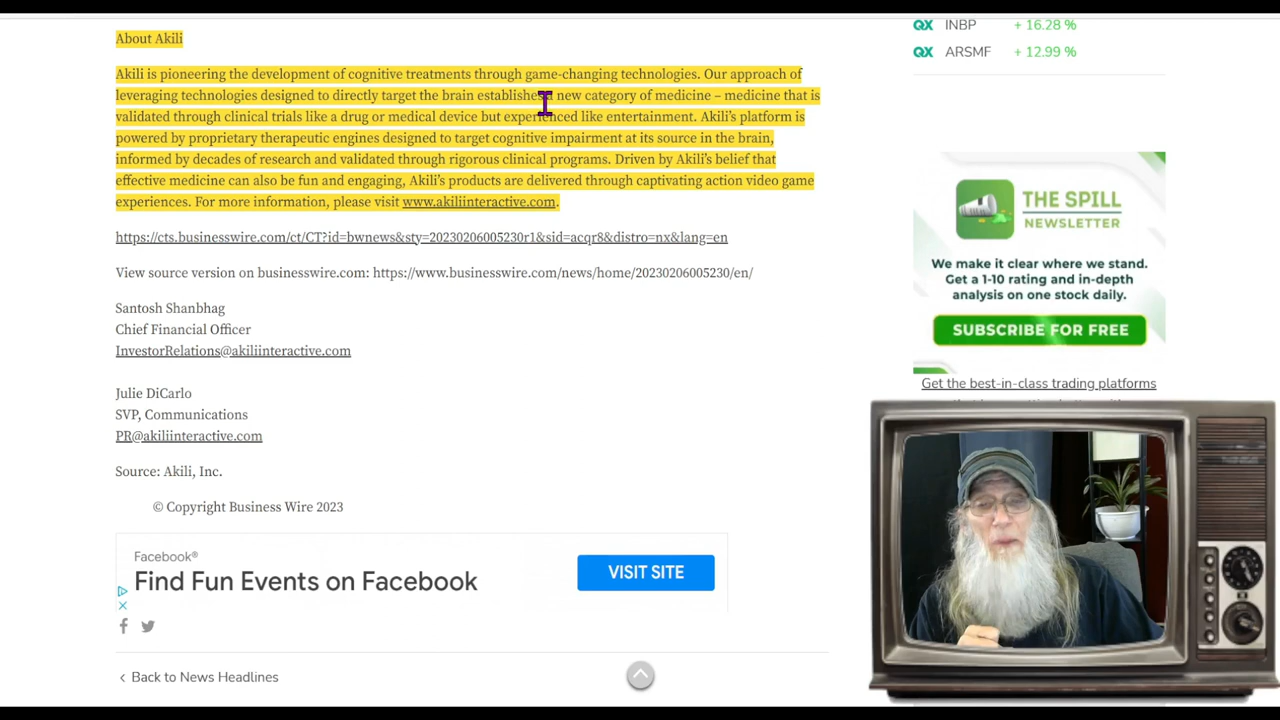 About Akili
Akili is pioneering the development of cognitive treatments through game-changing technologies. Our approach of
leveraging technologies designed to directly target the brain establishes a new category of medicine – medicine that is
validated through clinical trials like a drug or medical device but experienced like entertainment. Akili’s platform is
powered by proprietary therapeutic engines designed to target cognitive impairment at its source in the brain,
informed by decades of research and validated through rigorous clinical programs. Driven by Akili’s belief that
effective medicine can also be fun and engaging, Akili’s products are delivered through captivating action video game
experiences. For more information, please visit www.akiliinteractive.com.
https://cts.businesswire.com/ct/CT?id=bwnews&sty=20230206005230r1&sid=acqr8&distro=nx&lang=en
View source version on businesswire.com: https://www.businesswire.com/news/home/20230206005230/en/
Santosh Shanbhag
Chief Financial Officer
InvestorRelations@akiliinteractive.com
Julie DiCarlo
SVP, Communications
PR@akiliinteractive.com
Source: Akili, Inc.
© Copyright Business Wire 2023
Facebook®
Find Fun Events on Facebook
VISIT SITE
Back to News Headlines
QX INBP + 16.28 %
QX ARSMF + 12.99 %
THE SPILL
NEWSLETTER
We make it clear where we stand.
Get a 1-10 rating and in-depth
analysis on one stock daily.
SUBSCRIBE FOR FREE
Get the best-in-class trading platforms